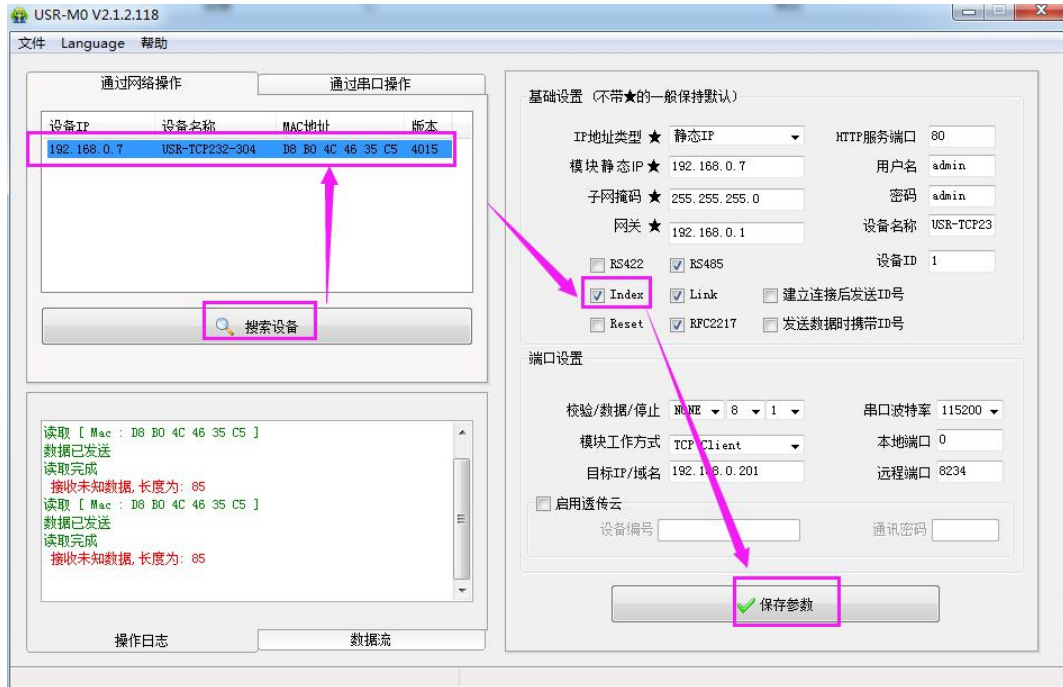 USR-M0 V2.1.2.118
文件 Language 帮助
通过网络操作 通过串口操作
设备IP 设备名称 MAC地址 版本
192.168.0.7 USR-TCP232-304 D8 B0 4C 46 35 C5 4015
搜索设备
读取 [ Mac : D8 B0 4C 46 35 C5 ]
数据已发送
读取完成
接收未知数据,长度为: 85
读取 [ Mac : D8 B0 4C 46 35 C5 ]
数据已发送
读取完成
接收未知数据,长度为: 85
操作日志 数据流
基础设置 (不带★的一般保持默认)
IP地址类型 ★ 静态IP HTTP服务端口 80
模块静态IP★ 192.168.0.7 用户名 admin
子网掩码 ★ 255.255.255.0 密码 admin
网关 ★ 192.168.0.1 设备名称 USR-TCP23
RS422 RS485 设备ID 1
Index Link 建立连接后发送ID号
Reset RFC2217 发送数据时携带ID号
端口设置
校验/数据/停止 NONE 8 1 串口波特率 115200
模块工作方式 TCP Client 本地端口 0
目标IP/域名 192.168.0.201 远程端口 8234
启用透传云
设备编号 通讯密码
保存参数